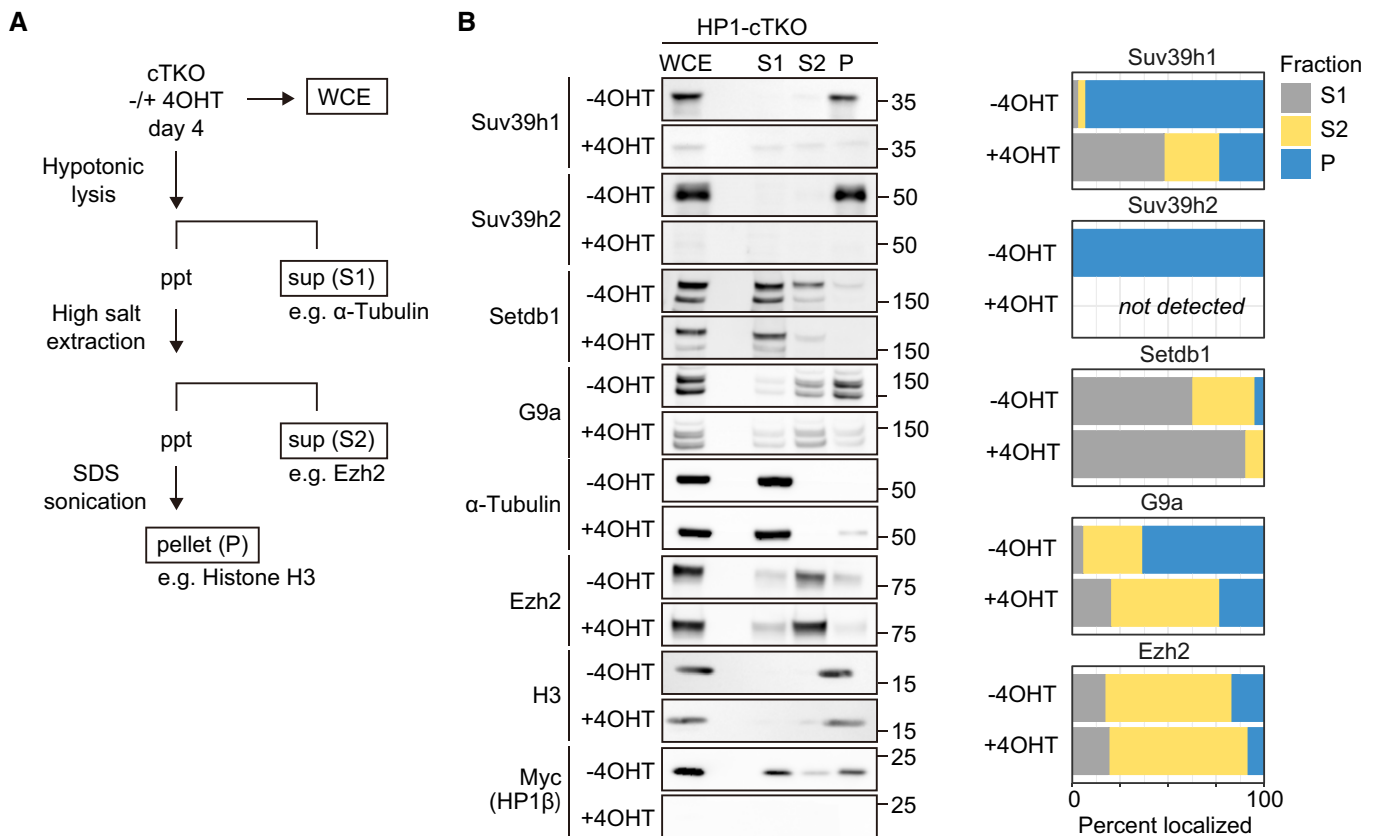 A
cTKO
-/+ 4OHT
day 4
WCE
Hypotonic
lysis
ppt
sup (S1)
e.g. α-Tubulin
High salt
extraction
ppt
sup (S2)
e.g. Ezh2
SDS
sonication
pellet (P)
e.g. Histone H3
B
HP1-cTKO
WCE S1 S2 P
Suv39h1
-4OHT 35
+4OHT 35
Suv39h2
-4OHT 50
+4OHT 50
Setdb1
-4OHT 150
+4OHT 150
G9a
-4OHT 150
+4OHT 150
α-Tubulin
-4OHT 50
+4OHT 50
Ezh2
-4OHT 75
+4OHT 75
H3
-4OHT 15
+4OHT 15
Myc
(HP1β)
-4OHT 25
+4OHT 25
Suv39h1
-4OHT
+4OHT
Suv39h2
-4OHT
+4OHT not detected
Setdb1
-4OHT
+4OHT
G9a
-4OHT
+4OHT
Ezh2
-4OHT
+4OHT
0 100
Percent localized
Fraction
S1
S2
P